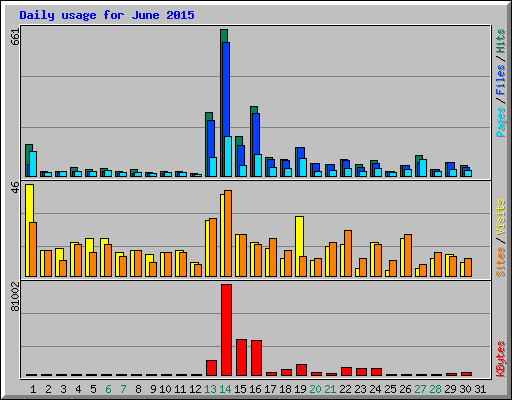 Daily usage for June 2015
661
Pages / Files / Hits
46
Sites / Visits
81002
KBytes
1 2 3 4 5 6 7 8 9 10 11 12 13 14 15 16 17 18 19 20 21 22 23 24 25 26 27 28 29 30 31